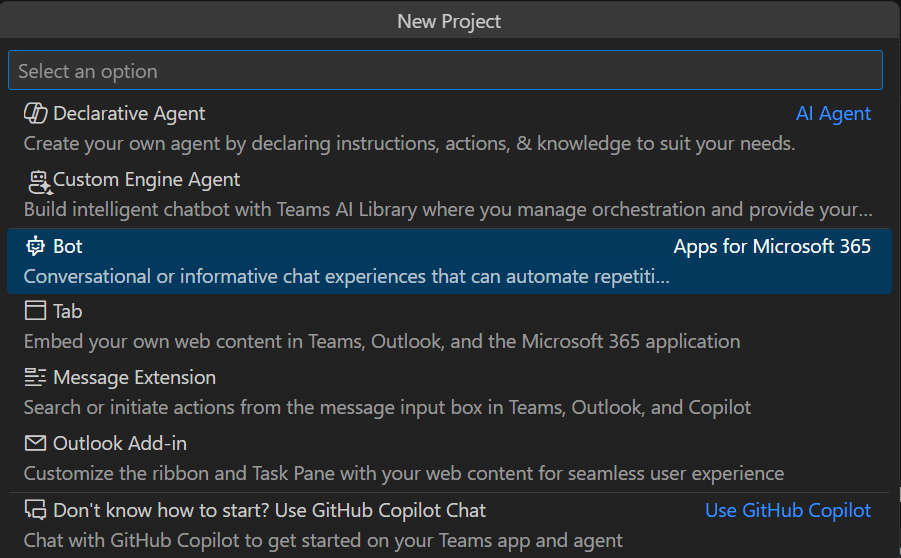 New Project
Select an option
Declarative Agent AI Agent
Create your own agent by declaring instructions, actions, & knowledge to suit your needs.
Custom Engine Agent
Build intelligent chatbot with Teams AI Library where you manage orchestration and provide your...
Bot Apps for Microsoft 365
Conversational or informative chat experiences that can automate repetiti...
Tab
Embed your own web content in Teams, Outlook, and the Microsoft 365 application
Message Extension
Search or initiate actions from the message input box in Teams, Outlook, and Copilot
Outlook Add-in
Customize the ribbon and Task Pane with your web content for seamless user experience
Don't know how to start? Use GitHub Copilot Chat Use GitHub Copilot
Chat with GitHub Copilot to get started on your Teams app and agent